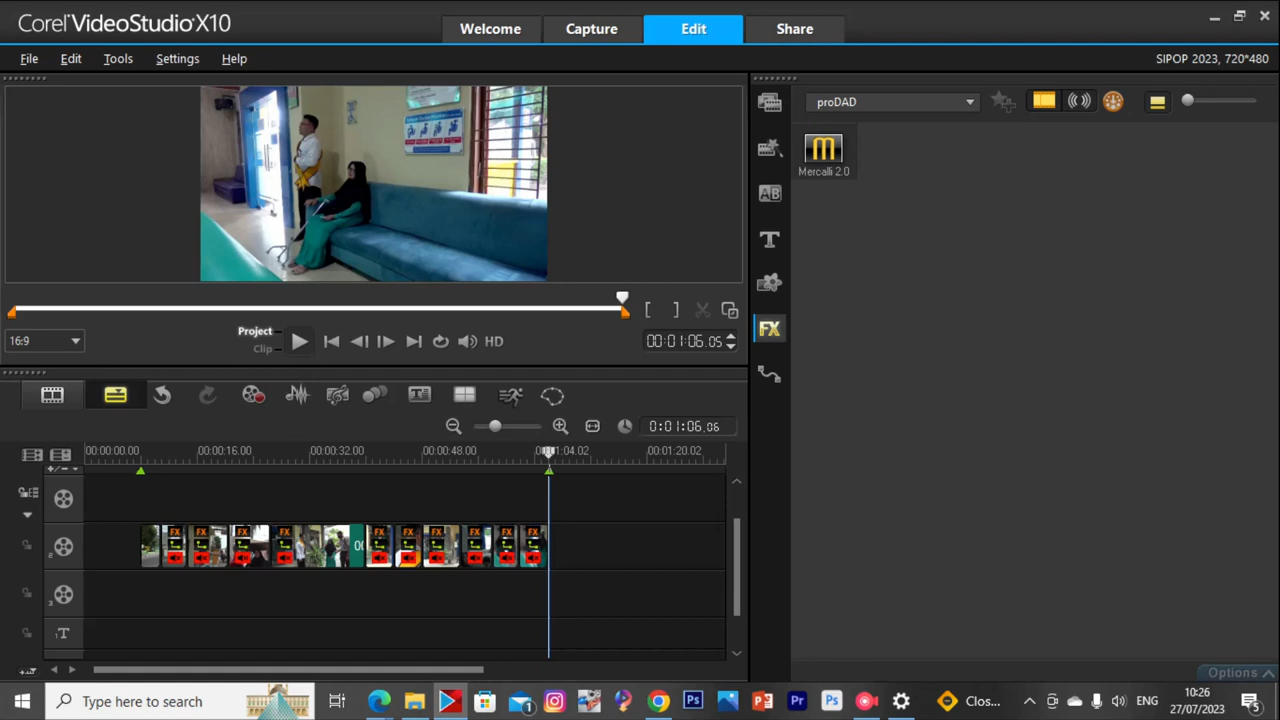 Corel VideoStudio X10
Welcome
Capture
Edit
Share
File
Edit
Tools
Settings
Help
SIPOP 2023, 720*480
proDAD
Mercalli 2.0
16:9
Project
Clip
HD
00:01:06.05
0:01:06.06
00:00:00.00
00:00:16.00
00:00:32.00
00:00:48.00
00:01:04.02
00:01:20.02
Options
Type here to search
Clos...
ENG
10:26
27/07/2023